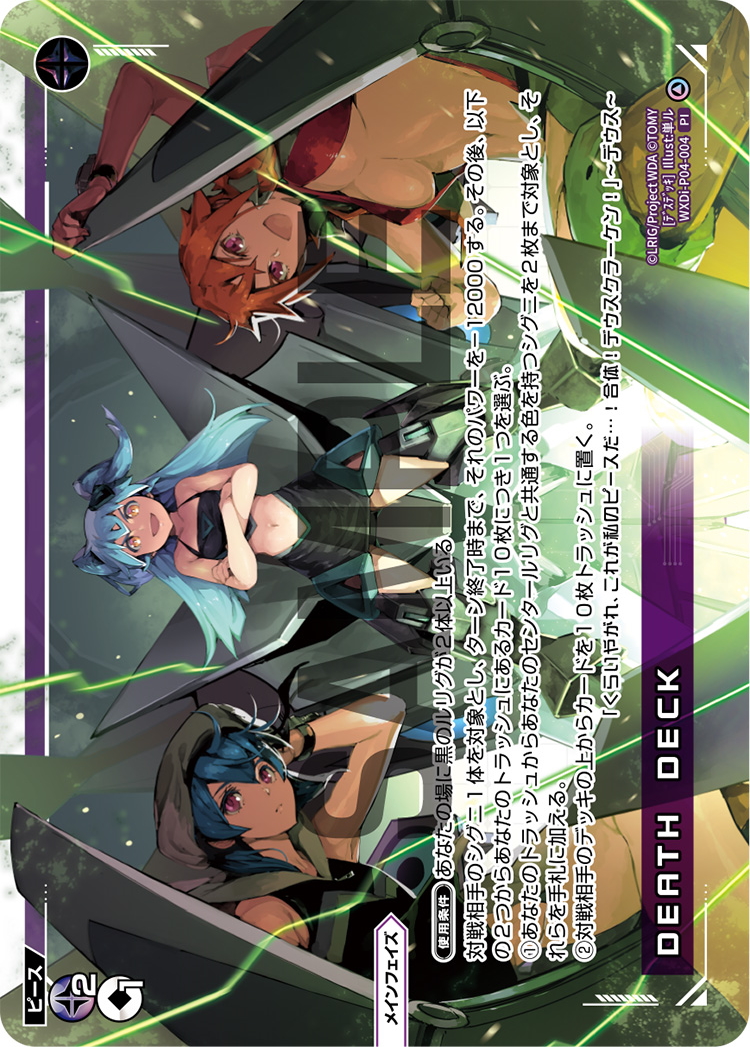 ピース
2
1
メインフェイズ
使用条件 あなたの場に黒のルリグが2体以上いる
対戦相手のシグニ1体を対象とし、ターン終了時まで、それのパワーを－12000する。その後、以下
の2つからあなたのトラッシュにあるカード10枚につき1つを選ぶ。
①あなたのトラッシュからあなたのセンタールリグと共通する色を持つシグニを2枚まで対象とし、そ
れらを手札に加える。
②対戦相手のデッキの上からカードを10枚トラッシュに置く。
「くらいやがれ、これが私のピースだ…！合体！デウスクラーケン！」～デウス～
DEATH DECK
©LRIG/Project WDA ©TOMY
[デスデッキ] Illust:単ル
WXDi-P04-004 PI
SAMPLE